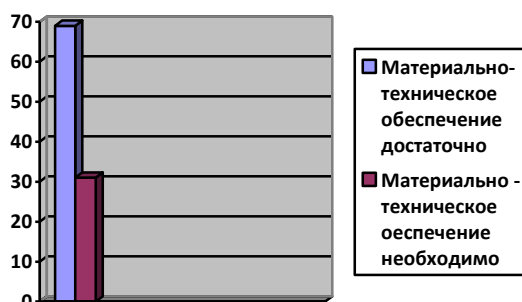 70
60
50
40
30
20
10
0
Материально-
техническое
обеспечение
достаточно
Материально -
техническое
оеспечение
необходимо